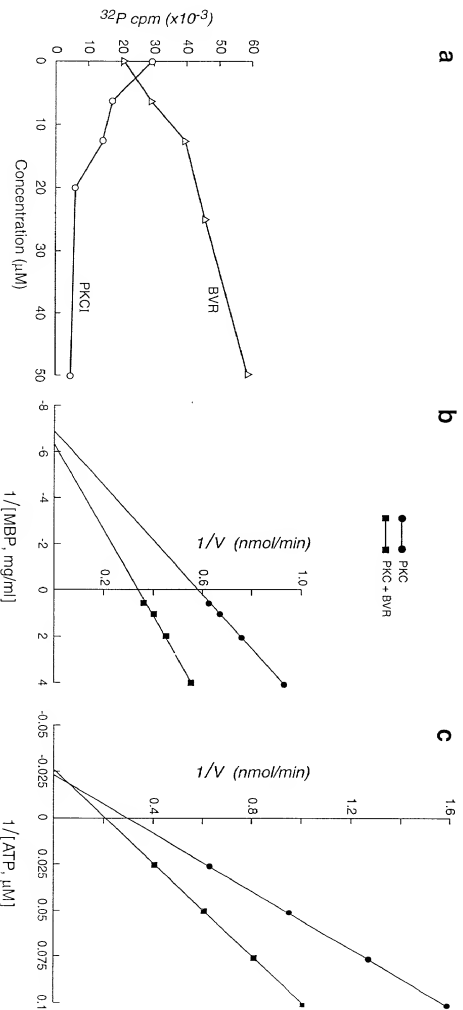 a
³²P cpm (x10⁻³)
60
50
40
30
20
10
0
BVR
PKCI
0 10 20 30 40 50
Concentration (μM)
b
PKC
PKC + BVR
1/V (nmol/min)
1.0
0.6
0.2
-8 -6 -4 -2 0 2 4
1/[MBP, mg/ml]
c
1/V (nmol/min)
1.6
1.2
0.8
0.4
-0.05 -0.025 0 0.025 0.05 0.075 0.1
1/[ATP, μM]